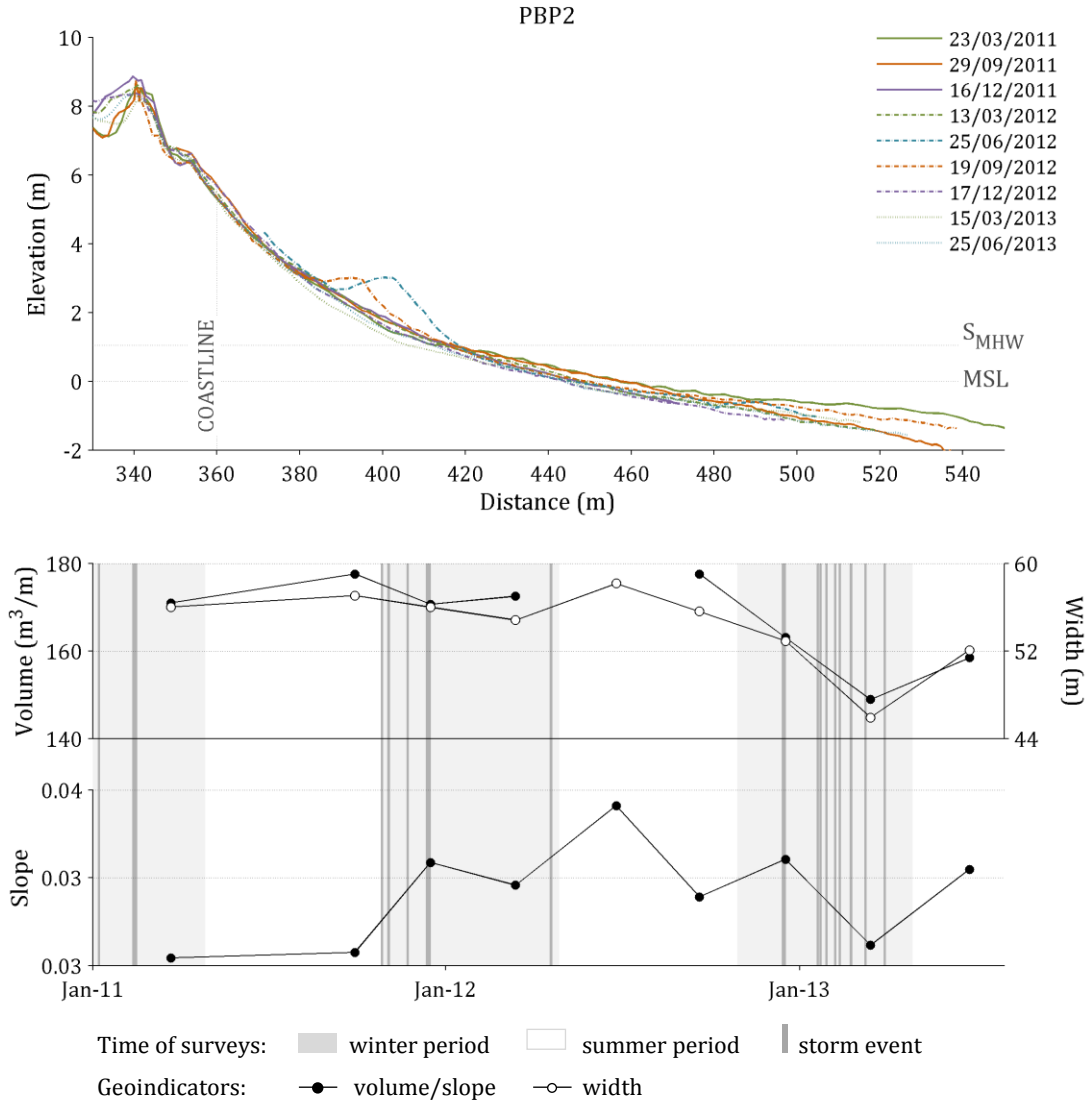 PBP2
10
8
6
4
2
0
-2
Elevation (m)
23/03/2011
29/09/2011
16/12/2011
13/03/2012
25/06/2012
19/09/2012
17/12/2012
15/03/2013
25/06/2013
COASTLINE
S_MHW
MSL
340 360 380 400 420 440 460 480 500 520 540
Distance (m)
180
160
140
Volume (m³/m)
60
52
44
Width (m)
0.04
0.03
0.03
Slope
Jan-11 Jan-12 Jan-13
Time of surveys: winter period summer period storm event
Geoindicators: volume/slope width